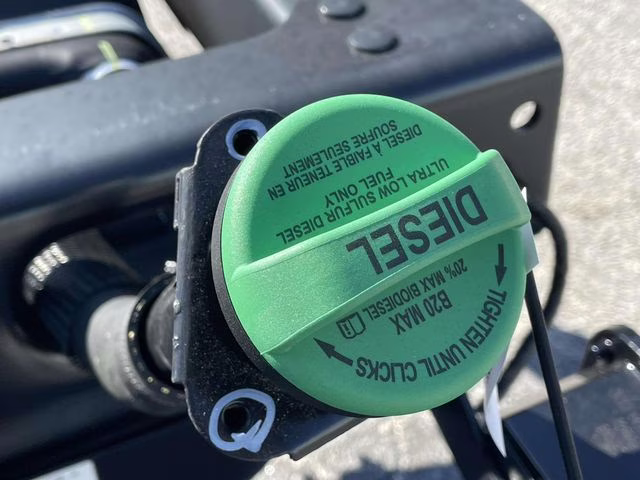 DIESEL À FAIBLE TENEUR EN
SOUFRE SEULEMENT
ULTRA LOW SULFUR DIESEL
FUEL ONLY
DIESEL
B20 MAX
20% MAX BIODIESEL
TIGHTEN UNTIL CLICKS